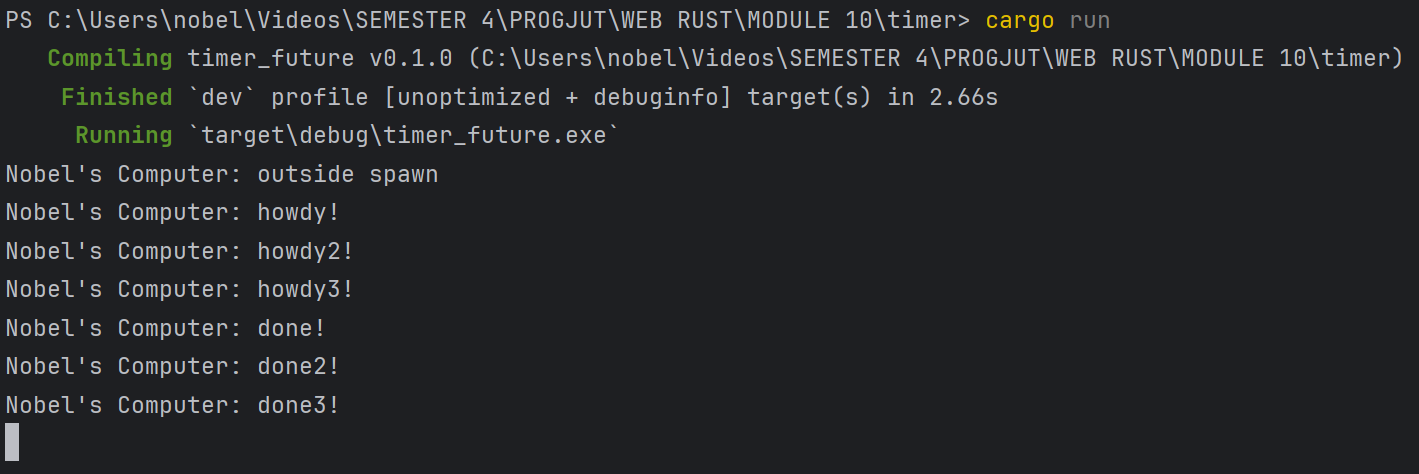 PS C:\Users\nobel\Videos\SEMESTER 4\PROGJUT\WEB RUST\MODULE 10\timer> cargo run
   Compiling timer_future v0.1.0 (C:\Users\nobel\Videos\SEMESTER 4\PROGJUT\WEB RUST\MODULE 10\timer)
    Finished `dev` profile [unoptimized + debuginfo] target(s) in 2.66s
     Running `target\debug\timer_future.exe`
Nobel's Computer: outside spawn
Nobel's Computer: howdy!
Nobel's Computer: howdy2!
Nobel's Computer: howdy3!
Nobel's Computer: done!
Nobel's Computer: done2!
Nobel's Computer: done3!